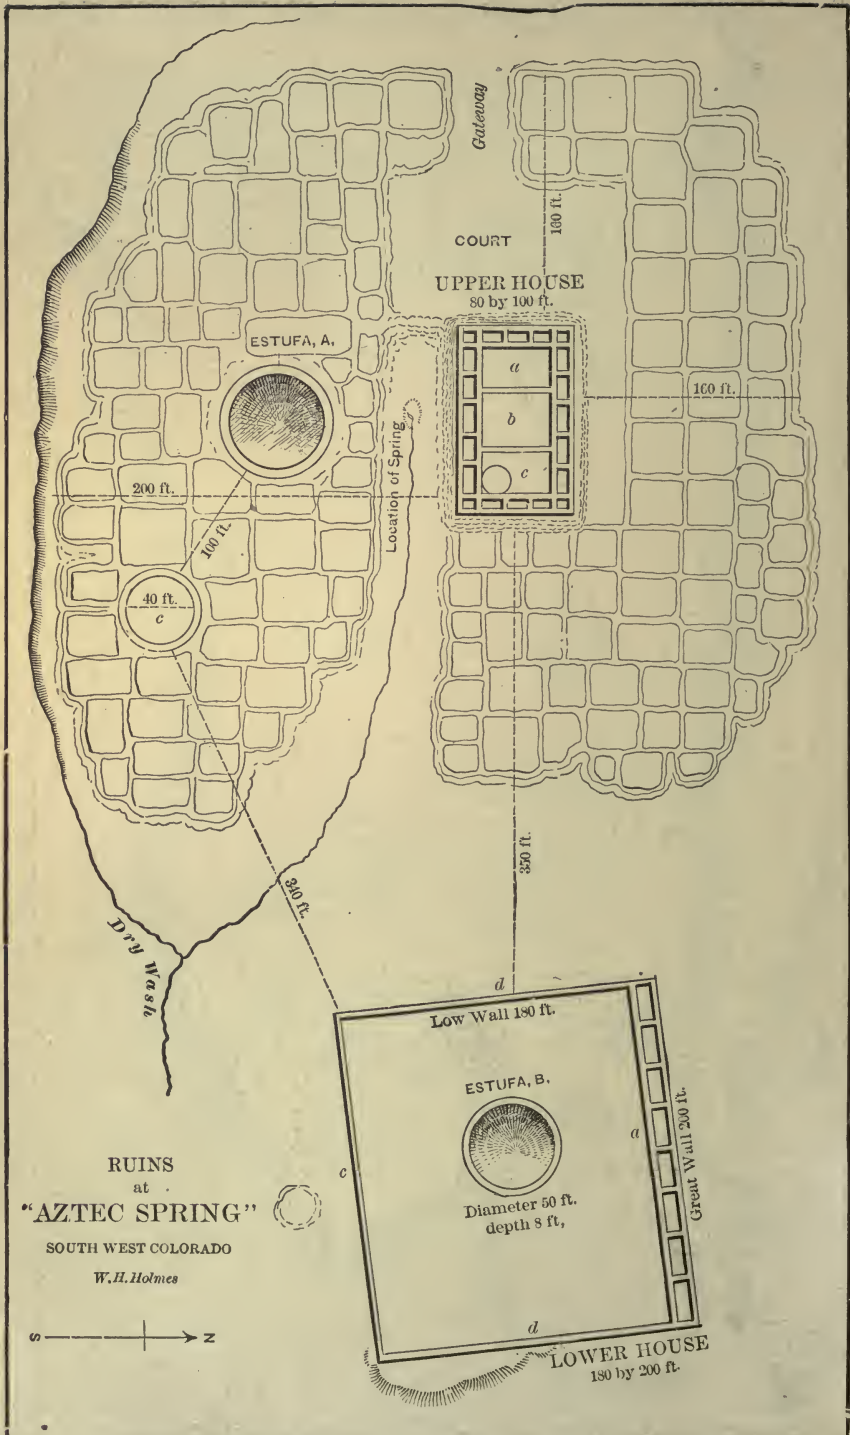 Gateway
COURT
160 ft.
UPPER HOUSE
80 by 100 ft.
ESTUFA, A.
a
b
c
160 ft.
Location of Spring
200 ft.
100 ft.
40 ft.
c
340 ft.
350 ft.
Dry Wash
d
Low Wall 180 ft.
ESTUFA, B.
a
Great Wall 200 ft.
c
Diameter 50 ft.
depth 8 ft,
d
LOWER HOUSE
180 by 200 ft.
RUINS
at
"AZTEC SPRING"
SOUTH WEST COLORADO
W.H.Holmes
S N